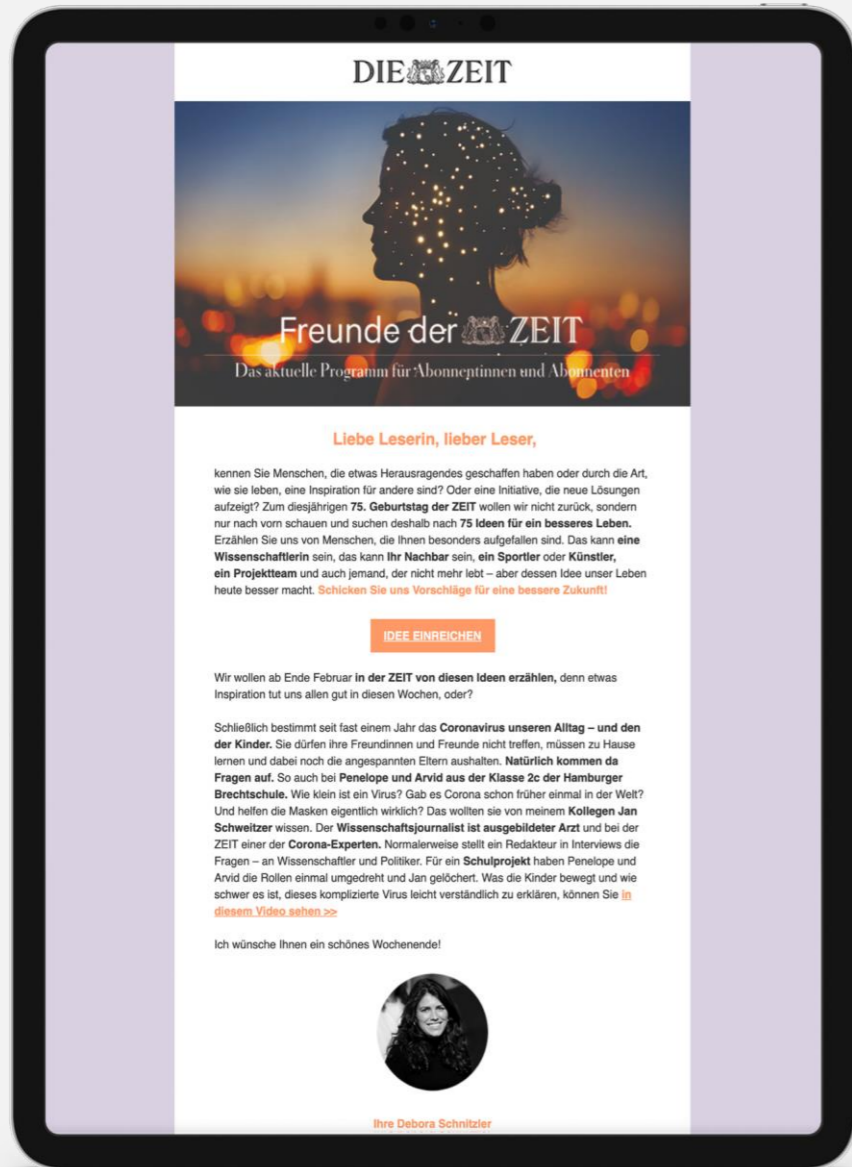 DIE ZEIT
Freunde der ZEIT
Das aktuelle Programm für Abonnentinnen und Abonnenten
Liebe Leserin, lieber Leser,
kennen Sie Menschen, die etwas Herausragendes geschaffen haben oder durch die Art,
wie sie leben, eine Inspiration für andere sind? Oder eine Initiative, die neue Lösungen
aufzeigt? Zum diesjährigen 75. Geburtstag der ZEIT wollen wir nicht zurück, sondern
nur nach vorn schauen und suchen deshalb nach 75 Ideen für ein besseres Leben.
Erzählen Sie uns von Menschen, die Ihnen besonders aufgefallen sind. Das kann eine
Wissenschaftlerin sein, das kann Ihr Nachbar sein, ein Sportler oder Künstler,
ein Projektteam und auch jemand, der nicht mehr lebt – aber dessen Idee unser Leben
heute besser macht. Schicken Sie uns Vorschläge für eine bessere Zukunft!
IDEE EINREICHEN
Wir wollen ab Ende Februar in der ZEIT von diesen Ideen erzählen, denn etwas
Inspiration tut uns allen gut in diesen Wochen, oder?
Schließlich bestimmt seit fast einem Jahr das Coronavirus unseren Alltag – und den
der Kinder. Sie dürfen ihre Freundinnen und Freunde nicht treffen, müssen zu Hause
lernen und dabei noch die angespannten Eltern aushalten. Natürlich kommen da
Fragen auf. So auch bei Penelope und Arvid aus der Klasse 2c der Hamburger
Brechtschule. Wie klein ist ein Virus? Gab es Corona schon früher einmal in der Welt?
Und helfen die Masken eigentlich wirklich? Das wollten sie von meinem Kollegen Jan
Schweitzer wissen. Der Wissenschaftsjournalist ist ausgebildeter Arzt und bei der
ZEIT einer der Corona-Experten. Normalerweise stellt ein Redakteur in Interviews die
Fragen – an Wissenschaftler und Politiker. Für ein Schulprojekt haben Penelope und
Arvid die Rollen einmal umgedreht und Jan gelöchert. Was die Kinder bewegt und wie
schwer es ist, dieses komplizierte Virus leicht verständlich zu erklären, können Sie in
diesem Video sehen >>
Ich wünsche Ihnen ein schönes Wochenende!
Ihre Debora Schnitzler